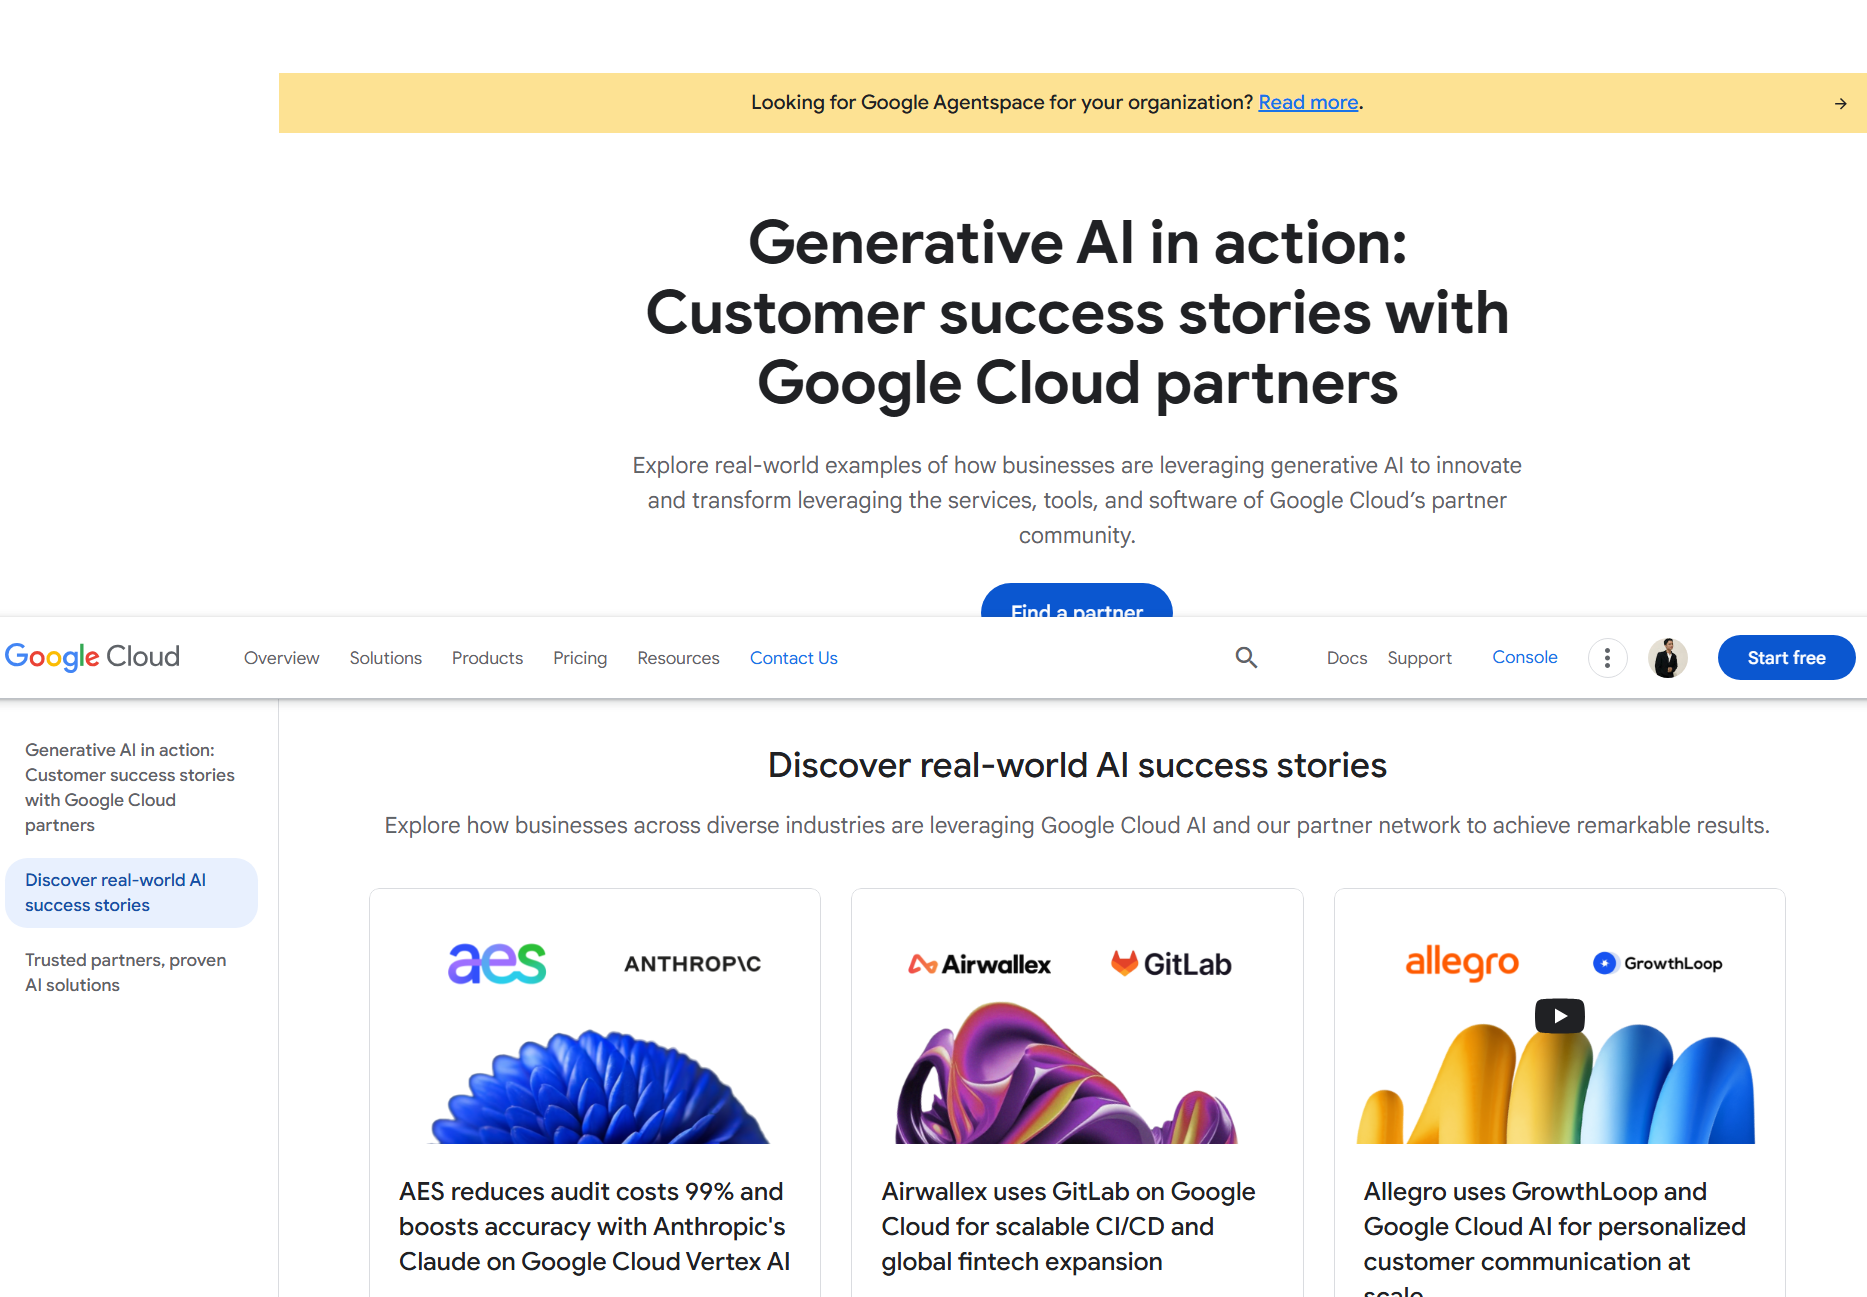 Looking for Google Agentspace for your organization? Read more.
Generative AI in action:
Customer success stories with
Google Cloud partners
Explore real-world examples of how businesses are leveraging generative AI to innovate
and transform leveraging the services, tools, and software of Google Cloud’s partner
community.
Find a partner
Google Cloud
Overview
Solutions
Products
Pricing
Resources
Contact Us
Docs
Support
Console
Start free
Generative AI in action:
Customer success stories
with Google Cloud
partners
Discover real-world AI
success stories
Trusted partners, proven
AI solutions
Discover real-world AI success stories
Explore how businesses across diverse industries are leveraging Google Cloud AI and our partner network to achieve remarkable results.
aes
ANTHROP\C
AES reduces audit costs 99% and
boosts accuracy with Anthropic's
Claude on Google Cloud Vertex AI
Airwallex
GitLab
Airwallex uses GitLab on Google
Cloud for scalable CI/CD and
global fintech expansion
allegro
GrowthLoop
Allegro uses GrowthLoop and
Google Cloud AI for personalized
customer communication at
scale